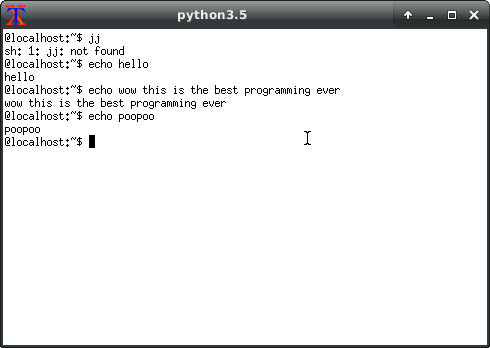 python3.5
@localhost:~$ jj
sh: 1: jj: not found
@localhost:~$ echo hello
hello
@localhost:~$ echo wow this is the best programming ever
wow this is the best programming ever
@localhost:~$ echo poopoo
poopoo
@localhost:~$